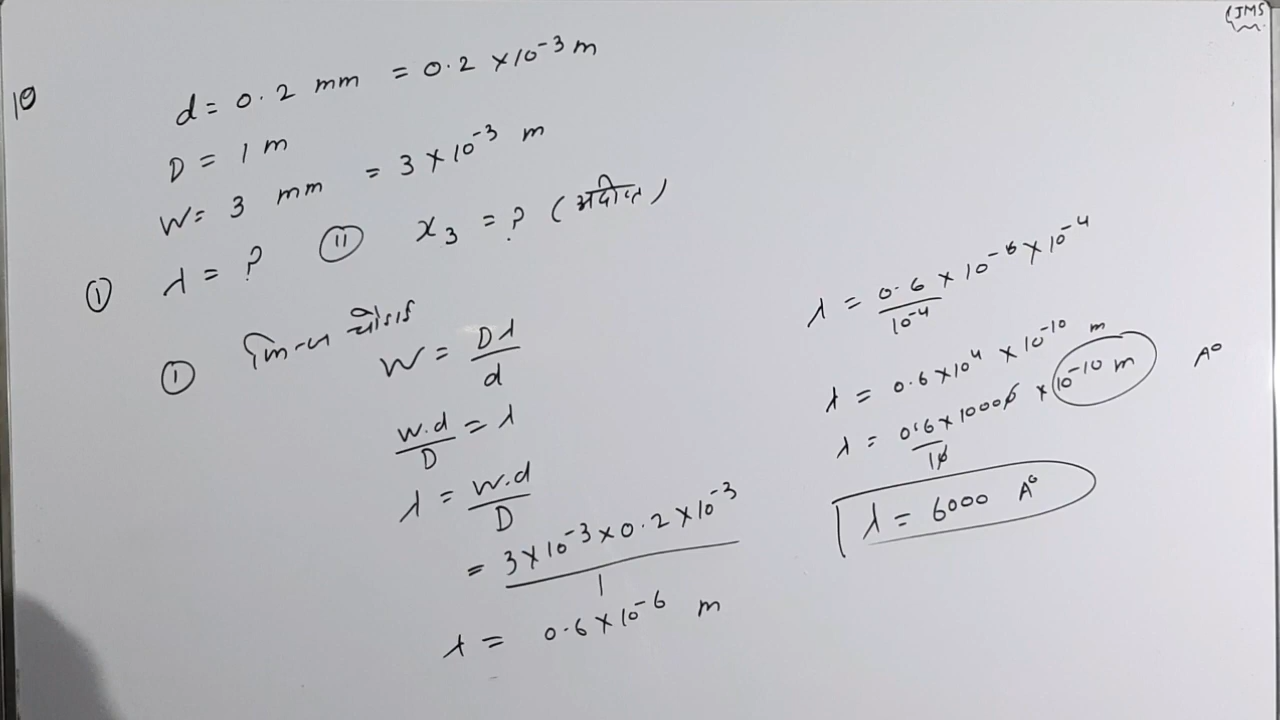 (JMS
10
d = 0.2 mm = 0.2 ×10⁻³ m
D = 1 m
W = 3 mm = 3 × 10⁻³ m
① λ = ? ⑪ x₃ = ? (अदीप्त)
① फ्रिन्ज चौडाई
W = Dλ/d
W.d/D = λ
λ = W.d/D
= 3×10⁻³×0.2×10⁻³/1
λ = 0.6×10⁻⁶ m
λ = 0.6 × 10⁻⁶ × 10⁻⁴/10⁻⁴
λ = 0.6×10⁴ × 10⁻¹⁰ m
λ = 0.6×10000/10 × 10⁻¹⁰ m A°
λ = 6000 A°